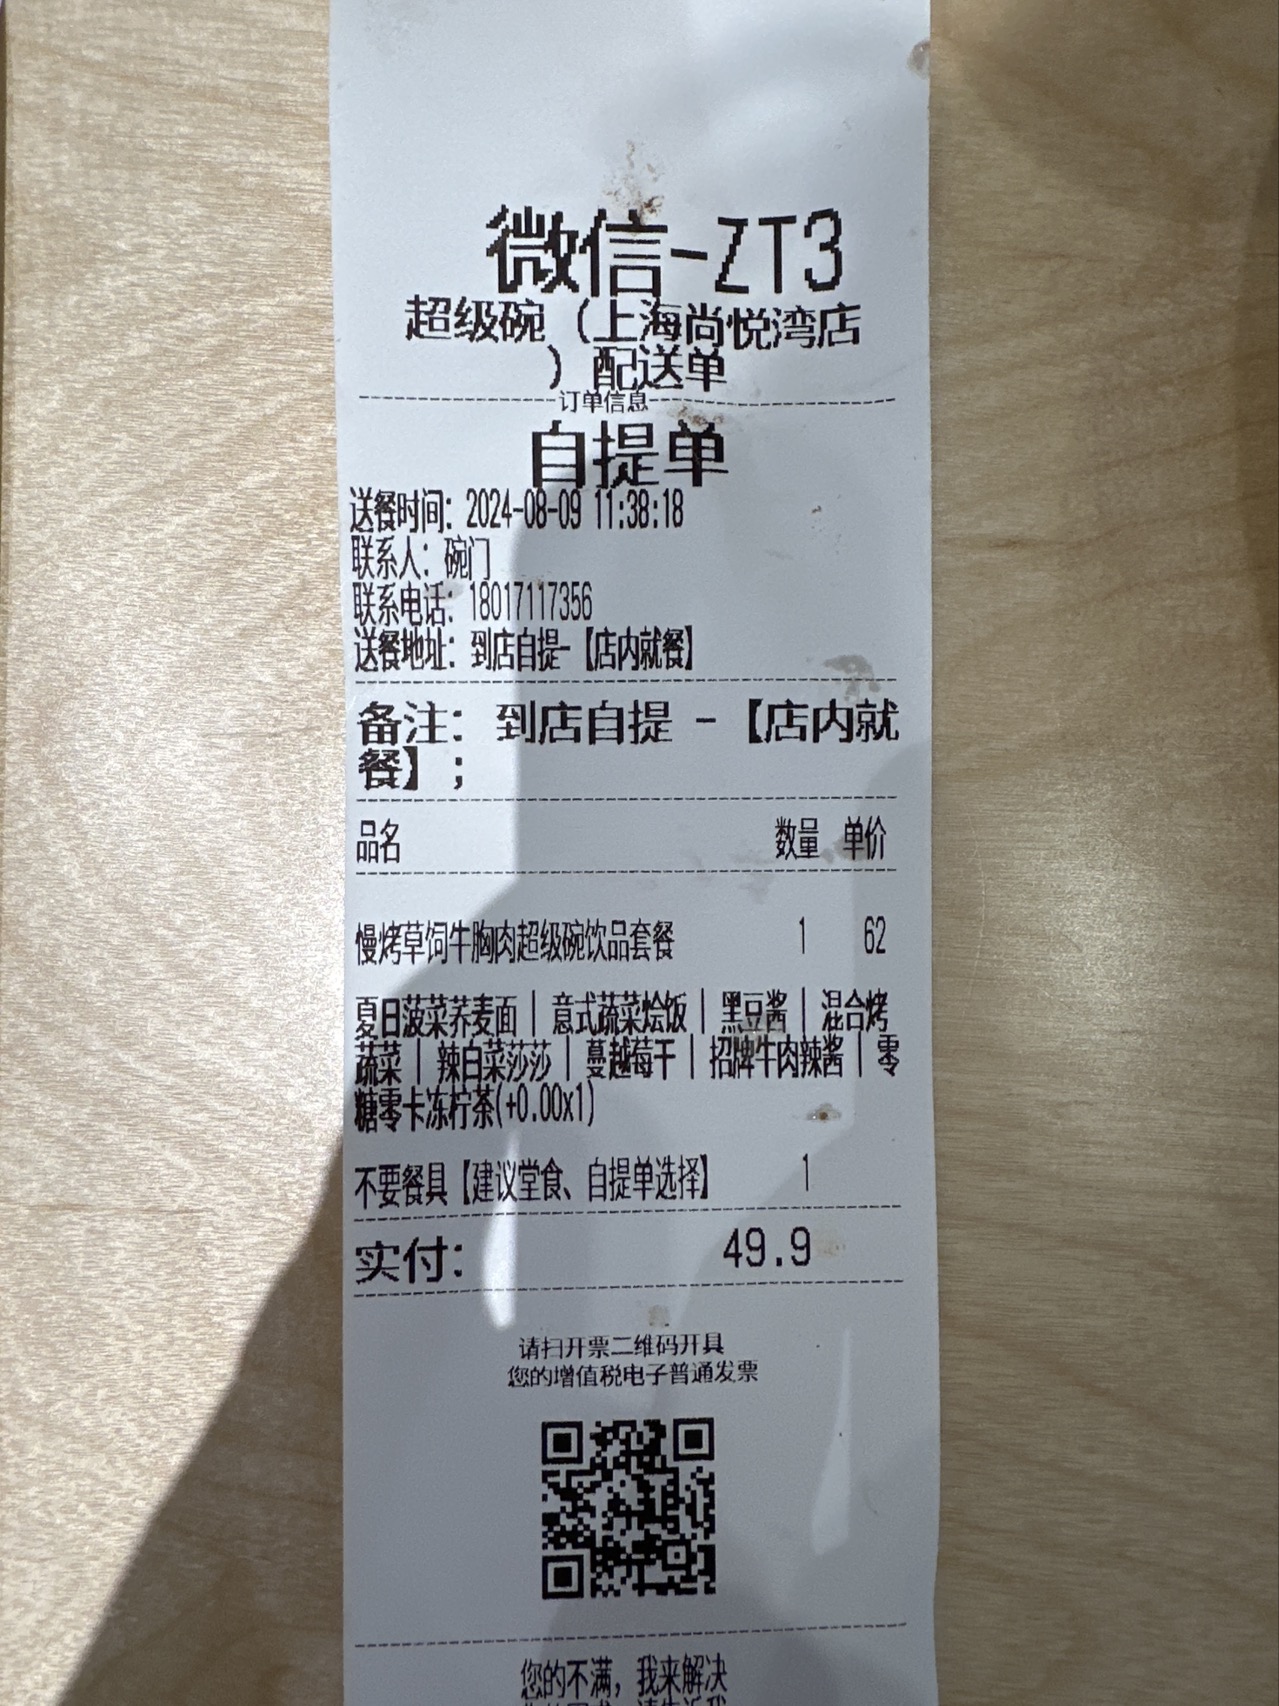 微信-ZT3
超级碗（上海尚悦湾店
）配送单
订单信息
自提单
送餐时间：2024-08-09 11:38:18
联系人：碗门
联系电话：18017117356
送餐地址：到店自提-【店内就餐】
备注：到店自提 -【店内就
餐】；
品名 数量 单价
慢烤草饲牛胸肉超级碗饮品套餐 1 62
夏日菠菜荞麦面 | 意式蔬菜烩饭 | 黑豆酱 | 混合烤
蔬菜 | 辣白菜莎莎 | 蔓越莓干 | 招牌牛肉辣酱 | 零
糖零卡冻柠茶(+0.00x1)
不要餐具【建议堂食、自提单选择】 1
实付： 49.9
请扫开票二维码开具
您的增值税电子普通发票
您的不满，我来解决